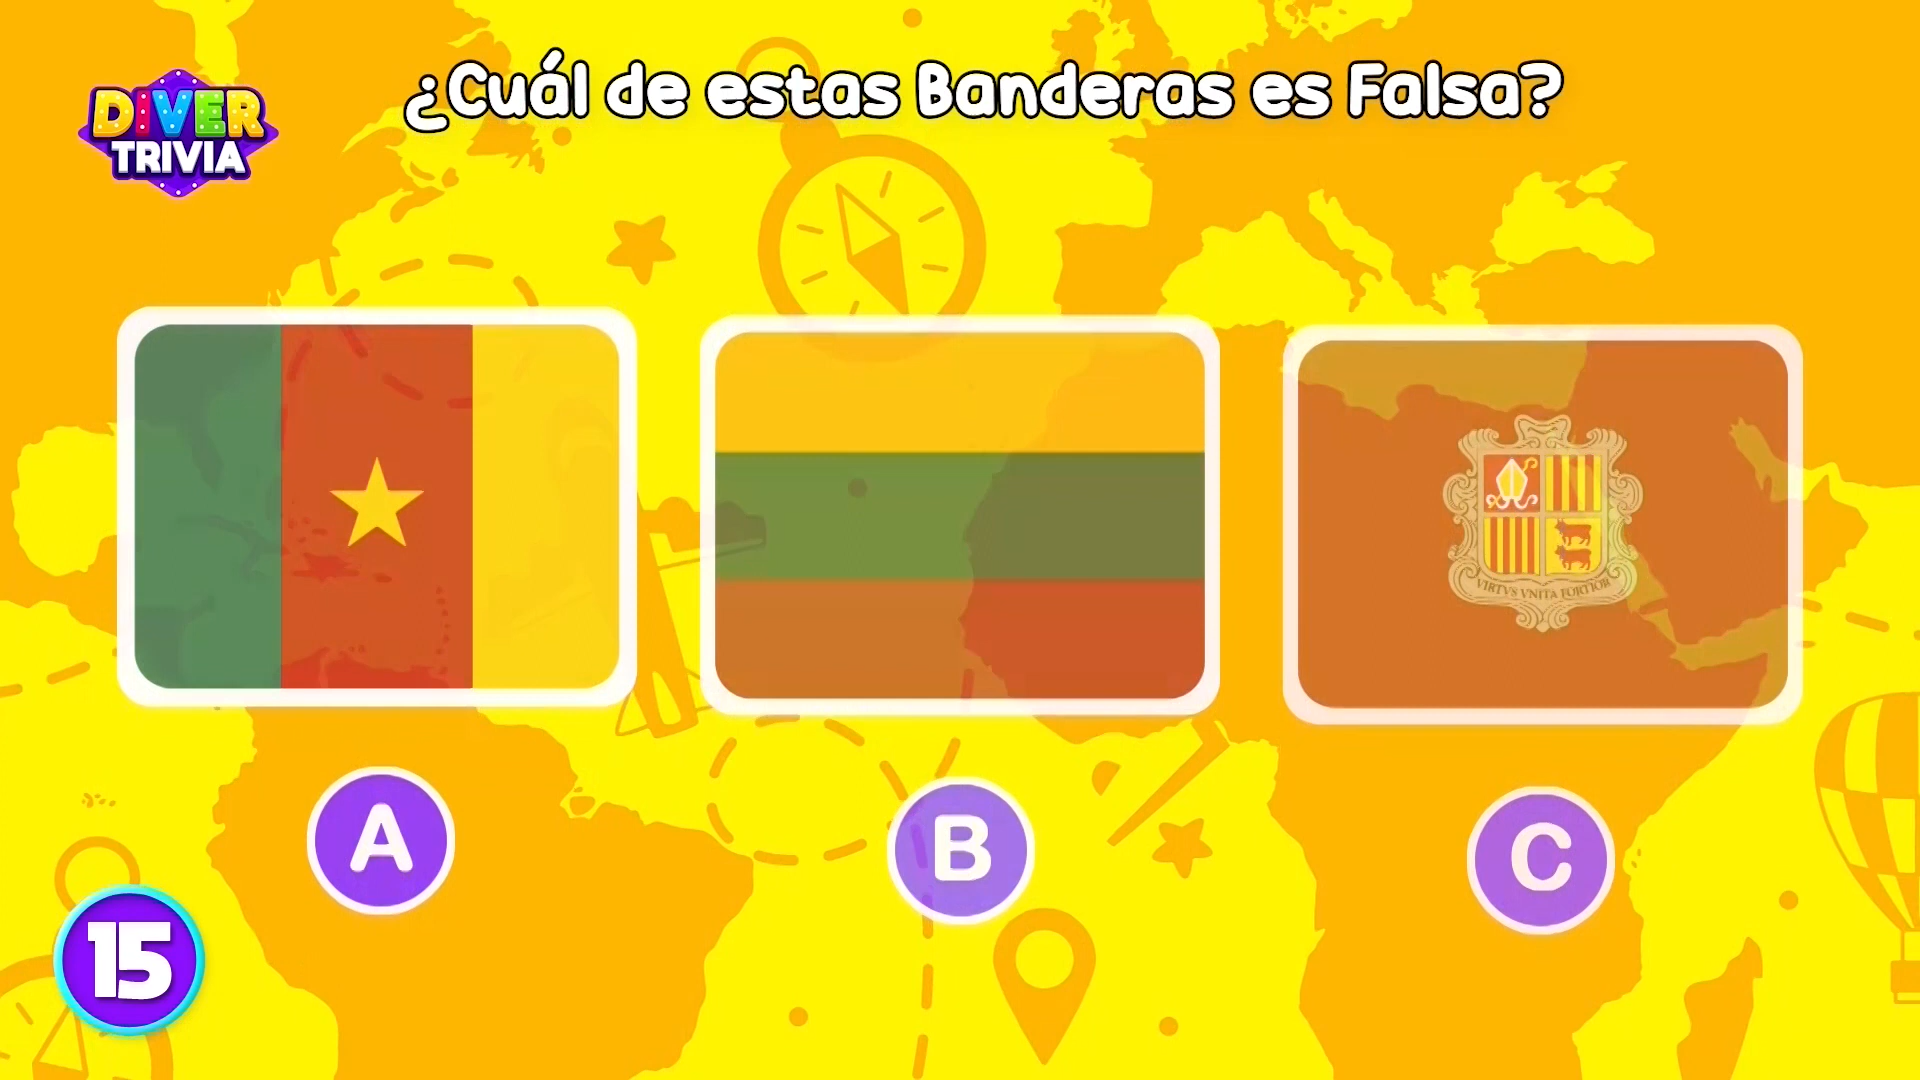 ¿Cuál de estas Banderas es Falsa?
DIVER
TRIVIA
VIRTVS VNITA FORTIOR
A
B
C
15